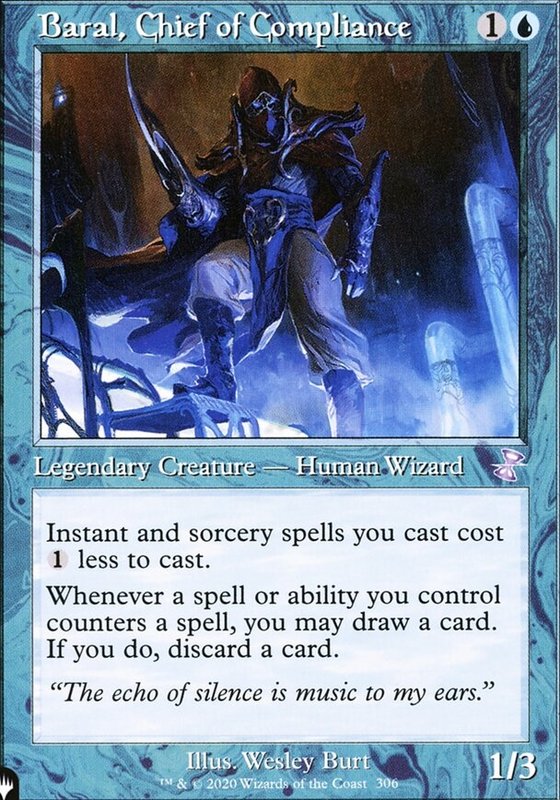 Baral, Chief of Compliance 1
Legendary Creature — Human Wizard
Instant and sorcery spells you cast cost
1 less to cast.
Whenever a spell or ability you control
counters a spell, you may draw a card.
If you do, discard a card.
“The echo of silence is music to my ears.”
Illus. Wesley Burt
™ & © 2020 Wizards of the Coast 306
1/3